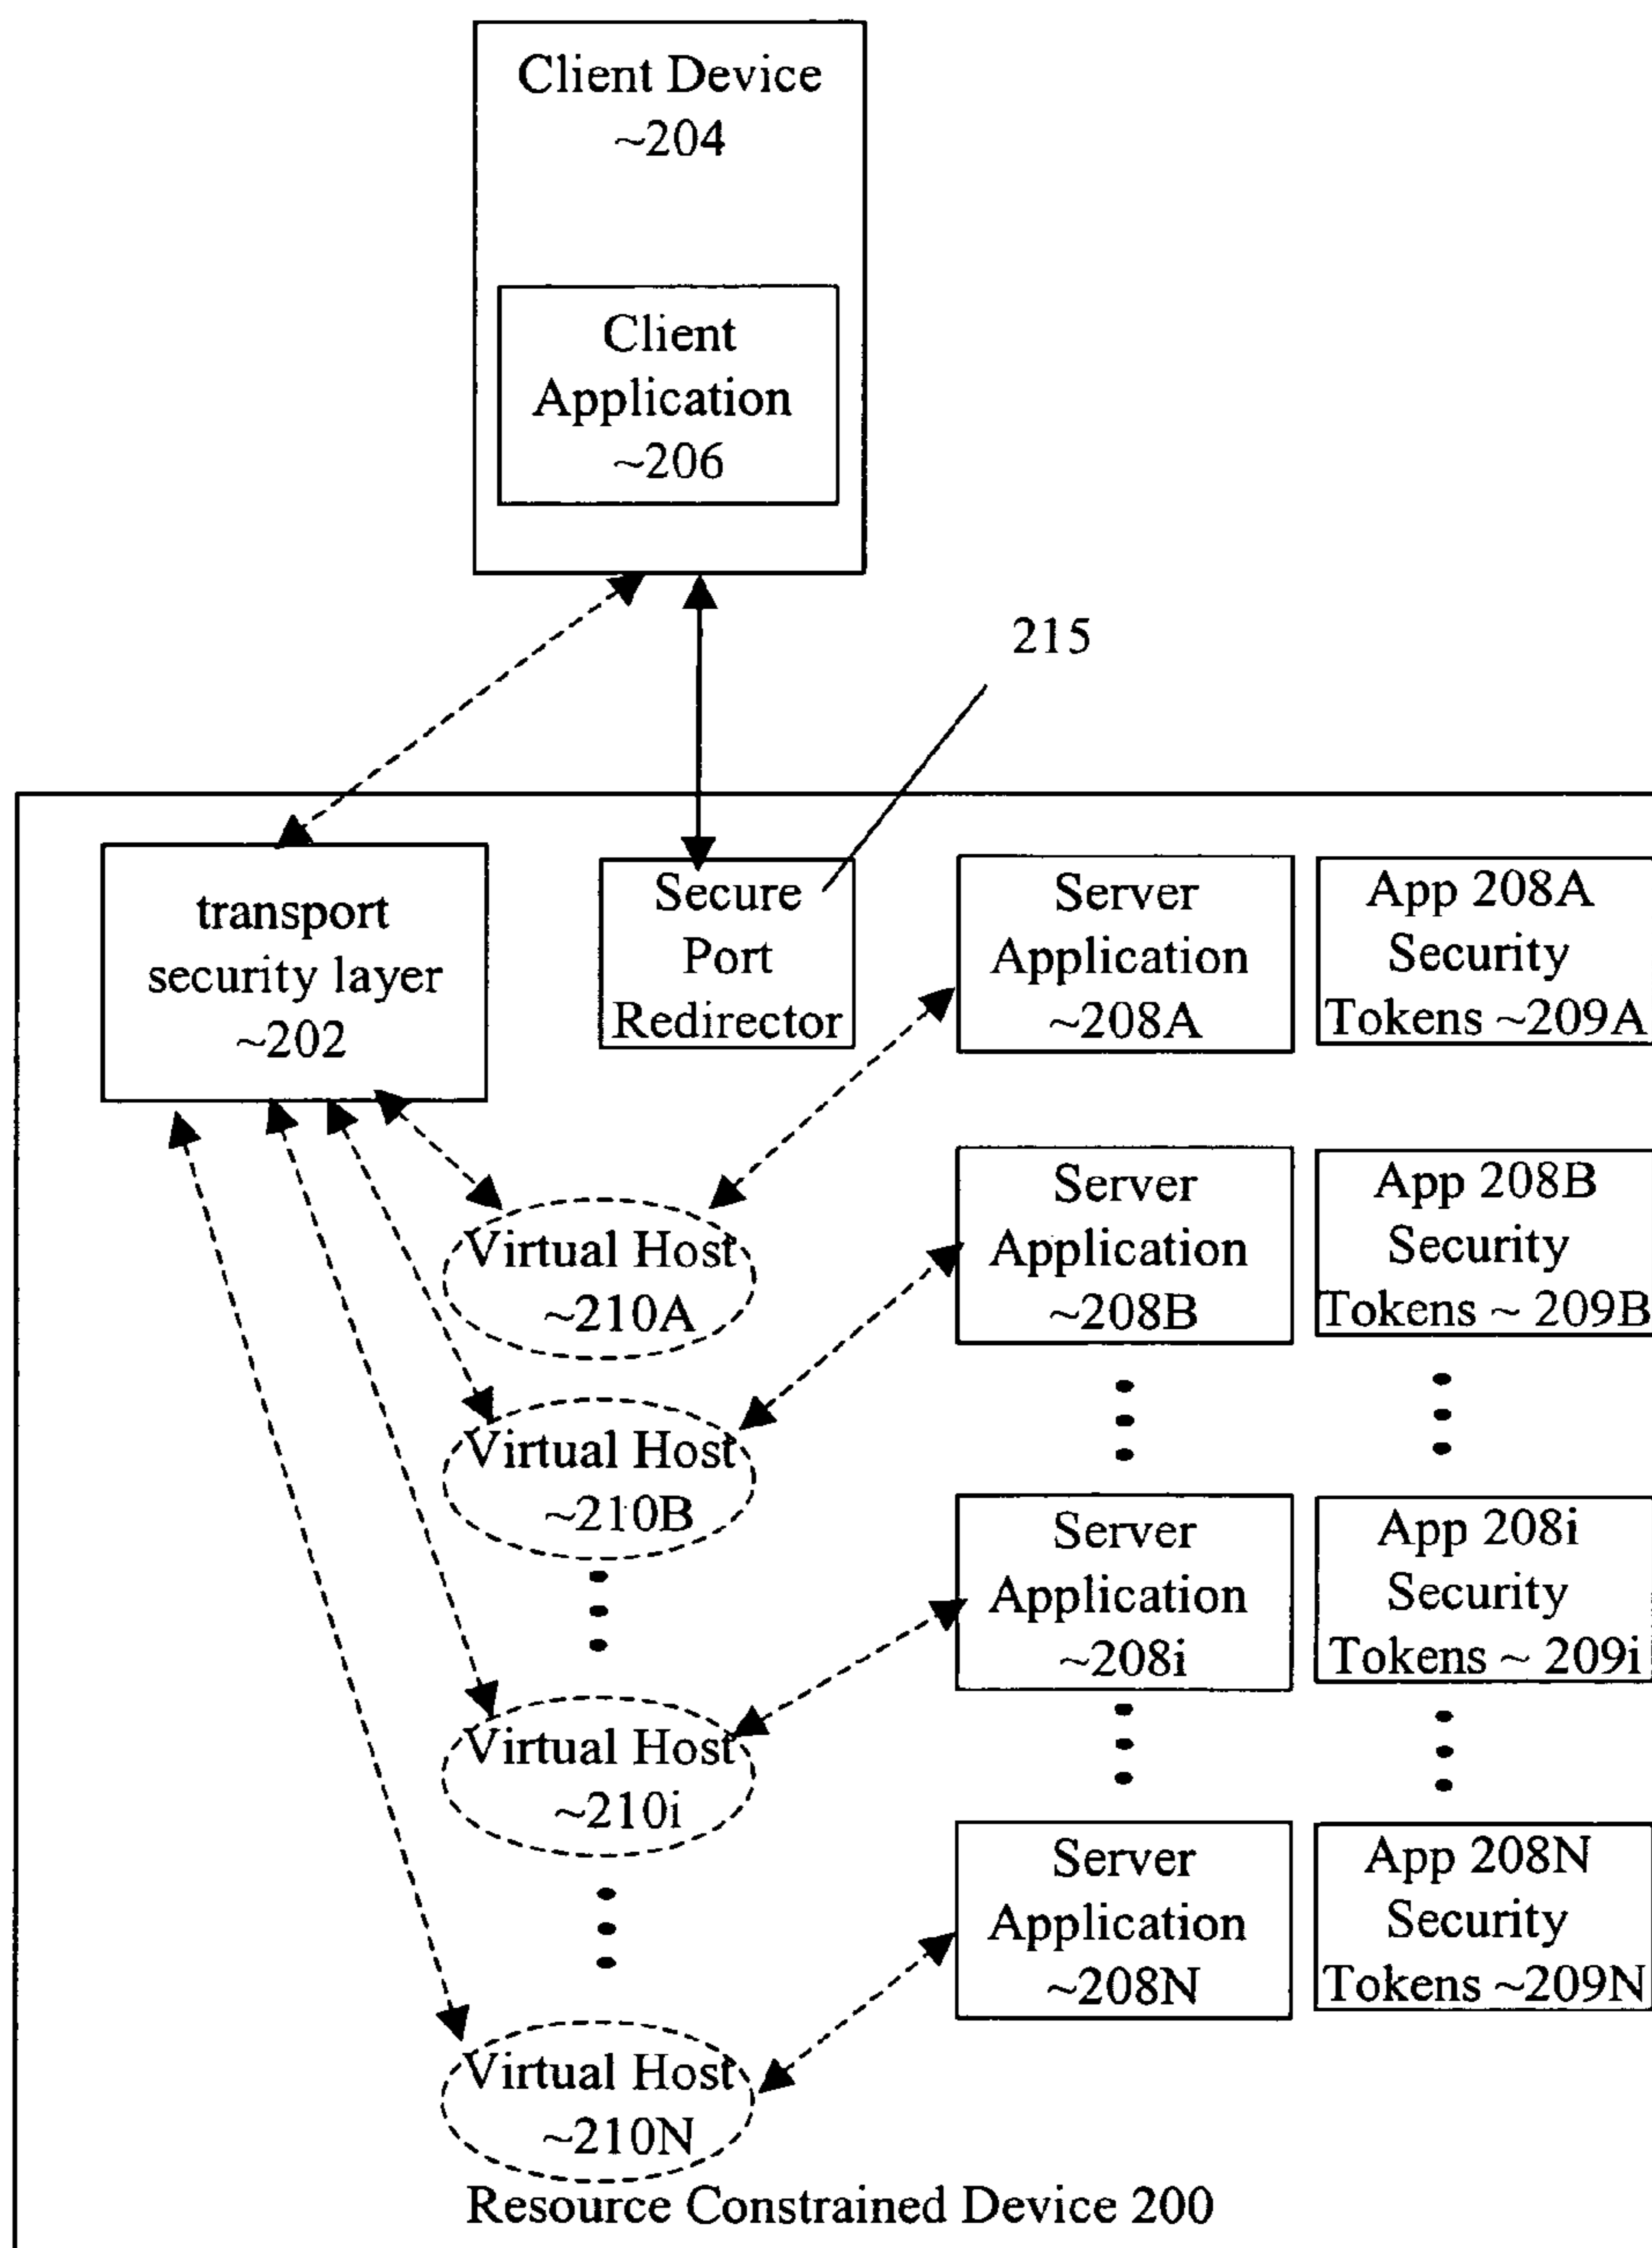 Client Device
~204
Client
Application
~206
215
transport
security layer
~202
Secure
Port
Redirector
Server
Application
~208A
App 208A
Security
Tokens ~209A
Virtual Host
~210A
Server
Application
~208B
App 208B
Security
Tokens ~ 209B
Virtual Host
~210B
Server
Application
~208i
App 208i
Security
Tokens ~ 209i
Virtual Host
~210i
Server
Application
~208N
App 208N
Security
Tokens ~209N
Virtual Host
~210N
Resource Constrained Device 200